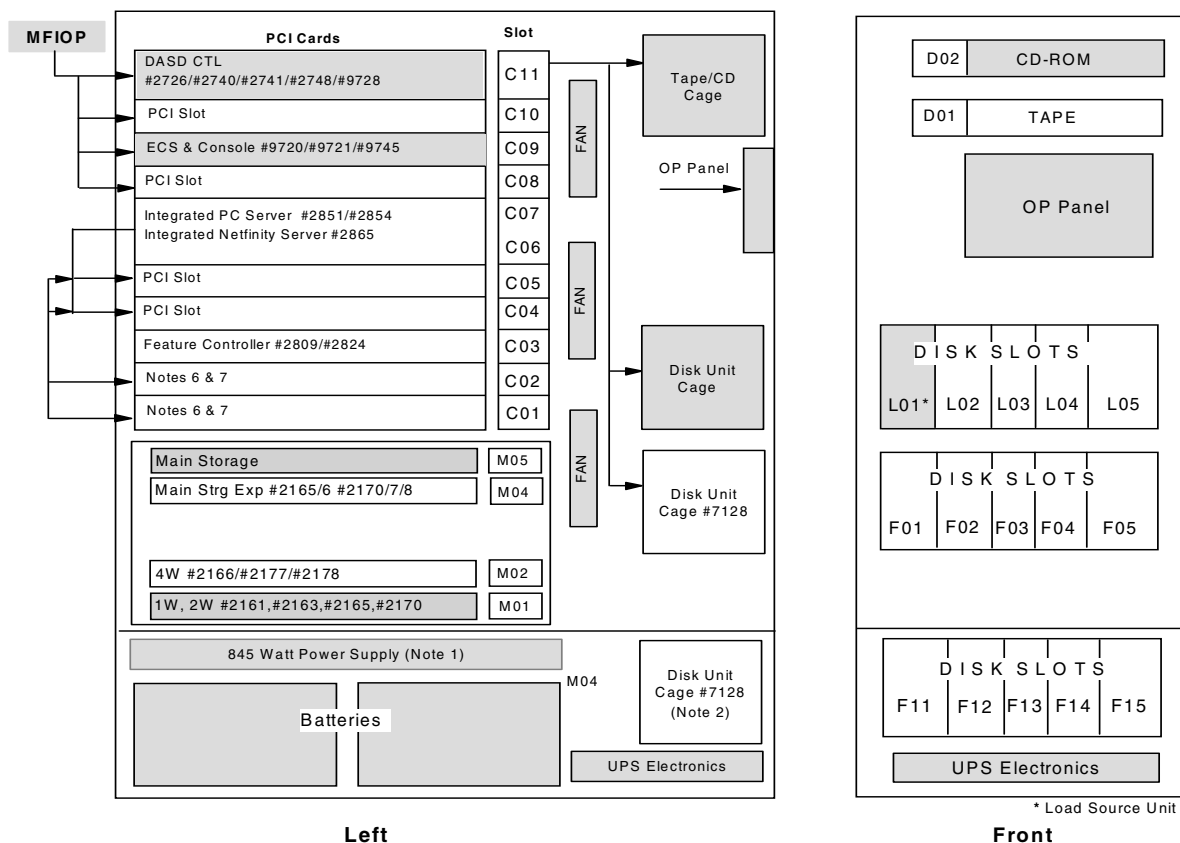 MFIOP
PCI Cards
Slot
DASD CTL
#2726/#2740/#2741/#2748/#9728
C11
PCI Slot
C10
ECS & Console #9720/#9721/#9745
C09
PCI Slot
C08
Integrated PC Server #2851/#2854
C07
Integrated Netfinity Server #2865
C06
PCI Slot
C05
PCI Slot
C04
Feature Controller #2809/#2824
C03
Notes 6 & 7
C02
Notes 6 & 7
C01
FAN
FAN
FAN
Tape/CD
Cage
OP Panel
Disk Unit
Cage
Disk Unit
Cage #7128
Main Storage
M05
Main Strg Exp #2165/6 #2170/7/8
M04
4W #2166/#2177/#2178
M02
1W, 2W #2161,#2163,#2165,#2170
M01
845 Watt Power Supply (Note 1)
M04
Batteries
Disk Unit
Cage #7128
(Note 2)
UPS Electronics
Left
D02
CD-ROM
D01
TAPE
OP Panel
DISK SLOTS
L01* L02 L03 L04 L05
DISK SLOTS
F01 F02 F03 F04 F05
DISK SLOTS
F11 F12 F13 F14 F15
UPS Electronics
* Load Source Unit
Front